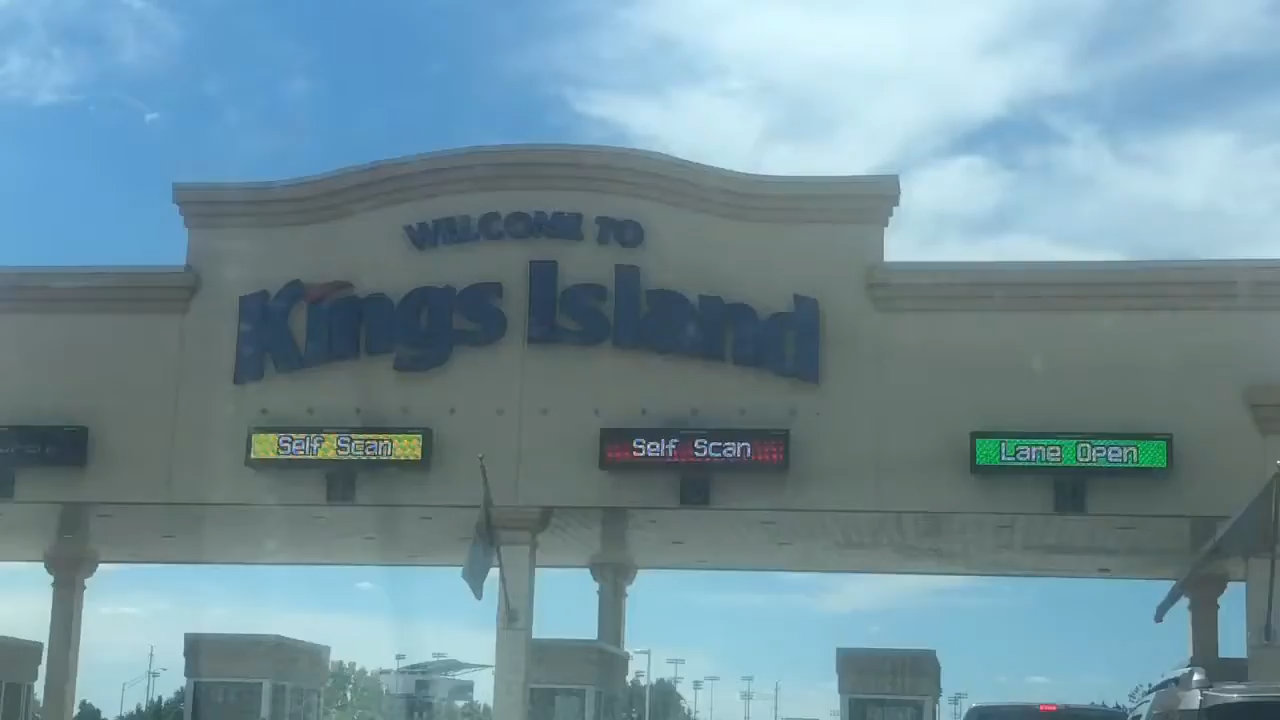 WELCOME TO
Kings Island
Self Scan
Self Scan
Lane Open